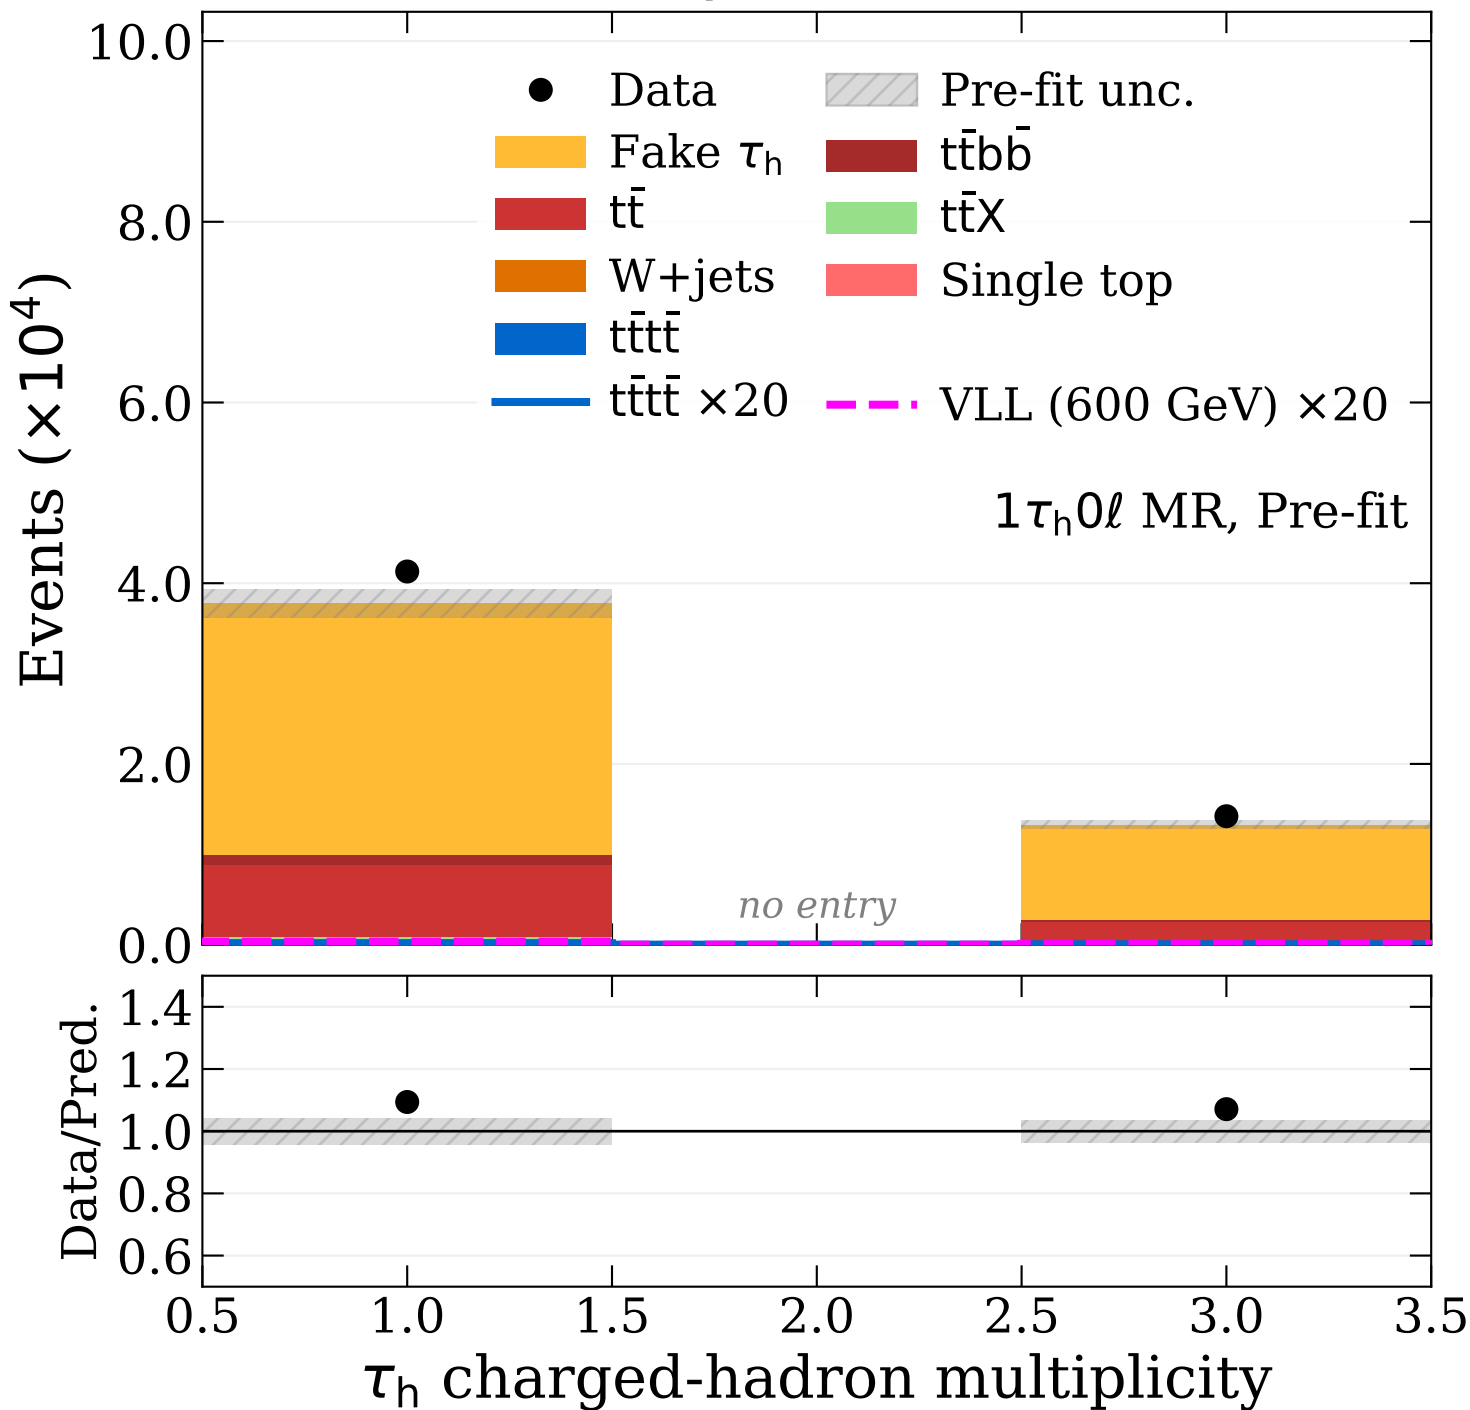 10.0
8.0
6.0
4.0
2.0
0.0
Events (×10⁴)
Data
Fake τₕ
tt̄
W+jets
tt̄tt̄
tt̄tt̄ ×20
Pre-fit unc.
tt̄bb̄
tt̄X
Single top
VLL (600 GeV) ×20
1τₕ0ℓ MR, Pre-fit
no entry
1.4
1.2
1.0
0.8
0.6
Data/Pred.
0.5 1.0 1.5 2.0 2.5 3.0 3.5
τₕ charged-hadron multiplicity